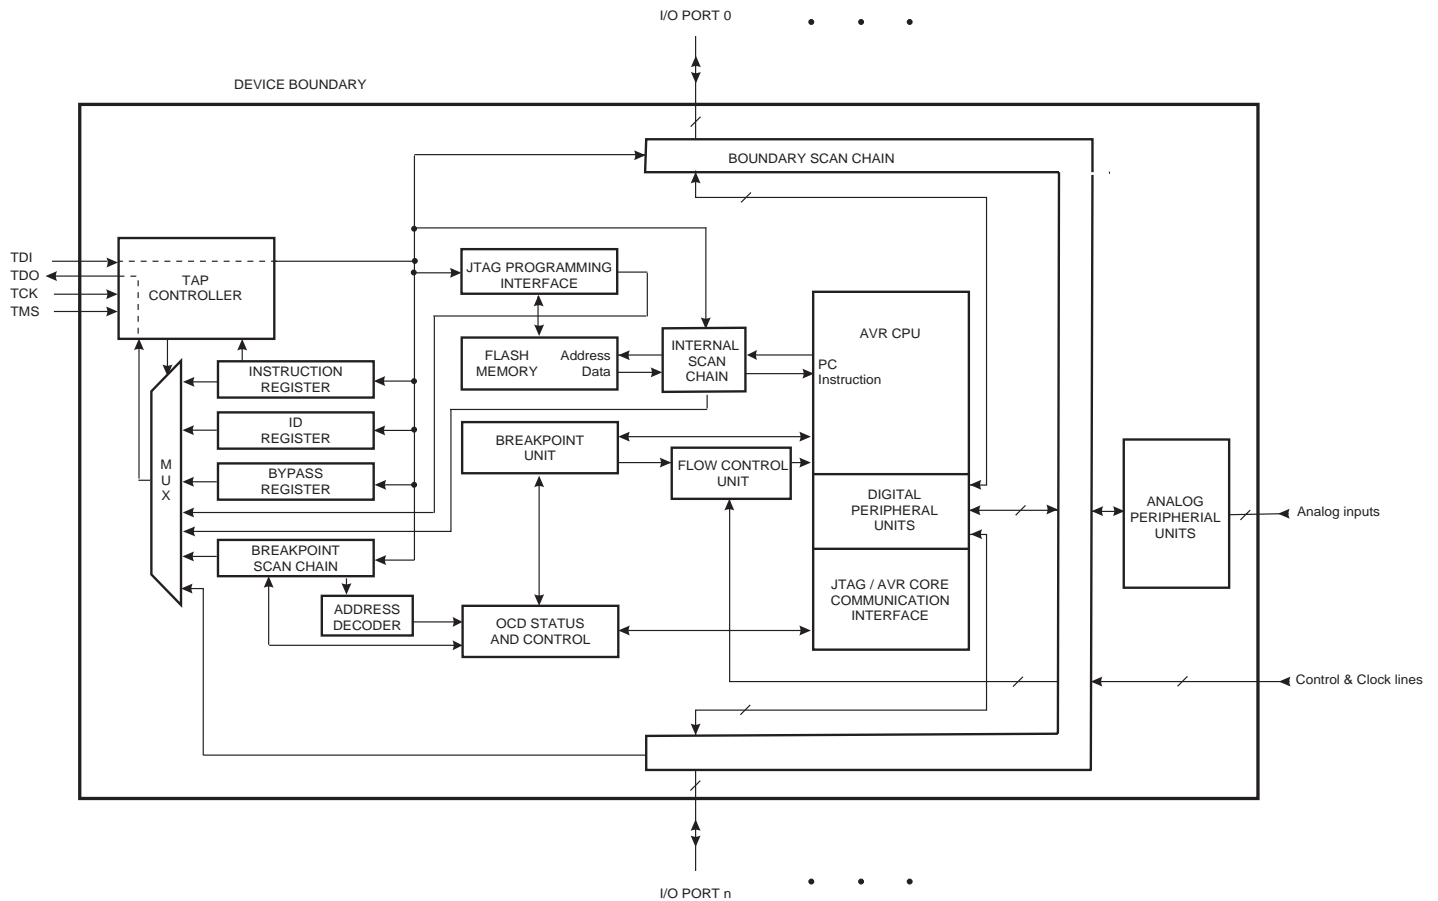 I/O PORT 0
DEVICE BOUNDARY
BOUNDARY SCAN CHAIN
TDI
TDO
TCK
TMS
TAP
CONTROLLER
JTAG PROGRAMMING
INTERFACE
AVR CPU
FLASH
MEMORY
Address
Data
INTERNAL
SCAN
CHAIN
PC
Instruction
INSTRUCTION
REGISTER
ID
REGISTER
BREAKPOINT
UNIT
M
U
X
BYPASS
REGISTER
FLOW CONTROL
UNIT
DIGITAL
PERIPHERAL
UNITS
ANALOG
PERIPHERIAL
UNITS
Analog inputs
BREAKPOINT
SCAN CHAIN
JTAG / AVR CORE
COMMUNICATION
INTERFACE
ADDRESS
DECODER
OCD STATUS
AND CONTROL
Control & Clock lines
I/O PORT n